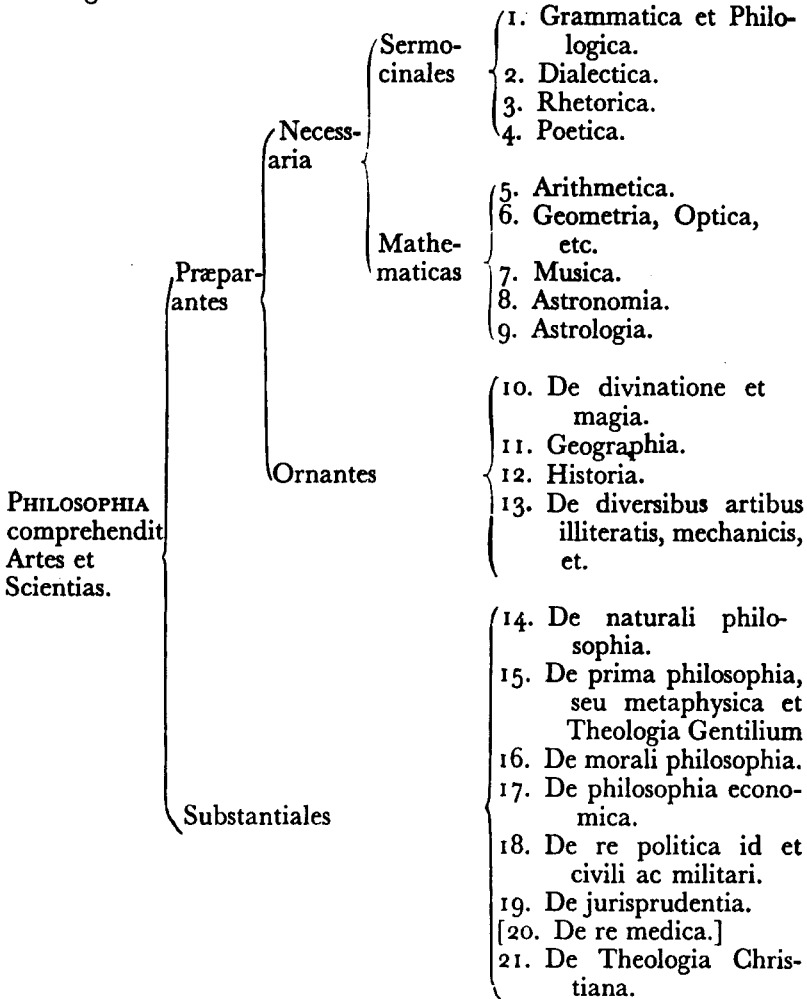 Sermo-
cinales
1. Grammatica et Philo-
logica.
2. Dialectica.
3. Rhetorica.
4. Poetica.
Necess-
aria
Mathe-
maticas
5. Arithmetica.
6. Geometria, Optica,
etc.
7. Musica.
8. Astronomia.
9. Astrologia.
Præpar-
antes
Ornantes
10. De divinatione et
magia.
11. Geographia.
12. Historia.
13. De diversibus artibus
illiteratis, mechanicis,
et.
PHILOSOPHIA
comprehendit
Artes et
Scientias.
Substantiales
14. De naturali philo-
sophia.
15. De prima philosophia,
seu metaphysica et
Theologia Gentilium
16. De morali philosophia.
17. De philosophia econo-
mica.
18. De re politica id et
civili ac militari.
19. De jurisprudentia.
[20. De re medica.]
21. De Theologia Chris-
tiana.